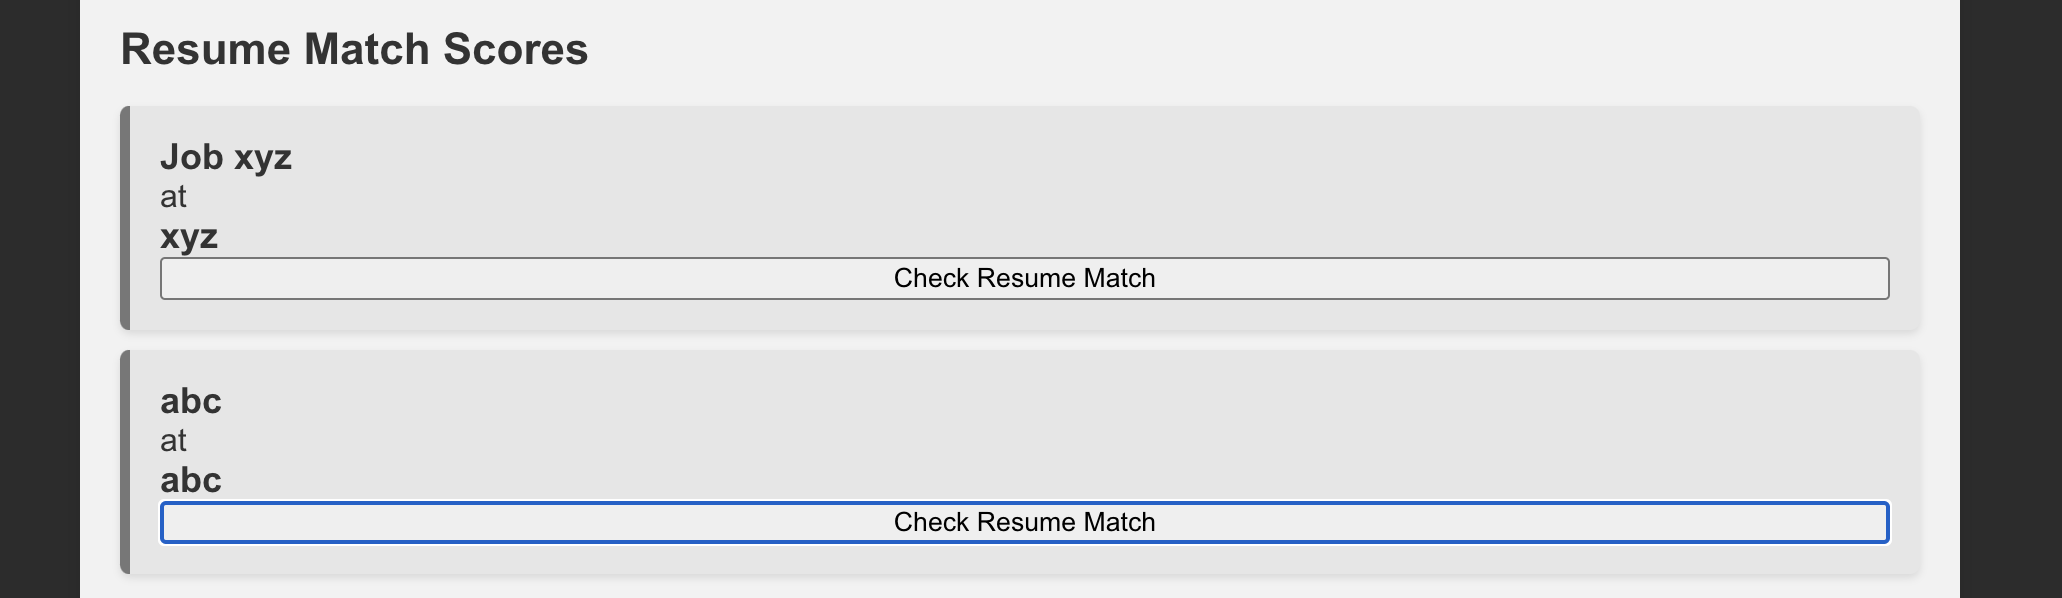 Resume Match Scores
Job xyz
at
xyz
Check Resume Match
abc
at
abc
Check Resume Match